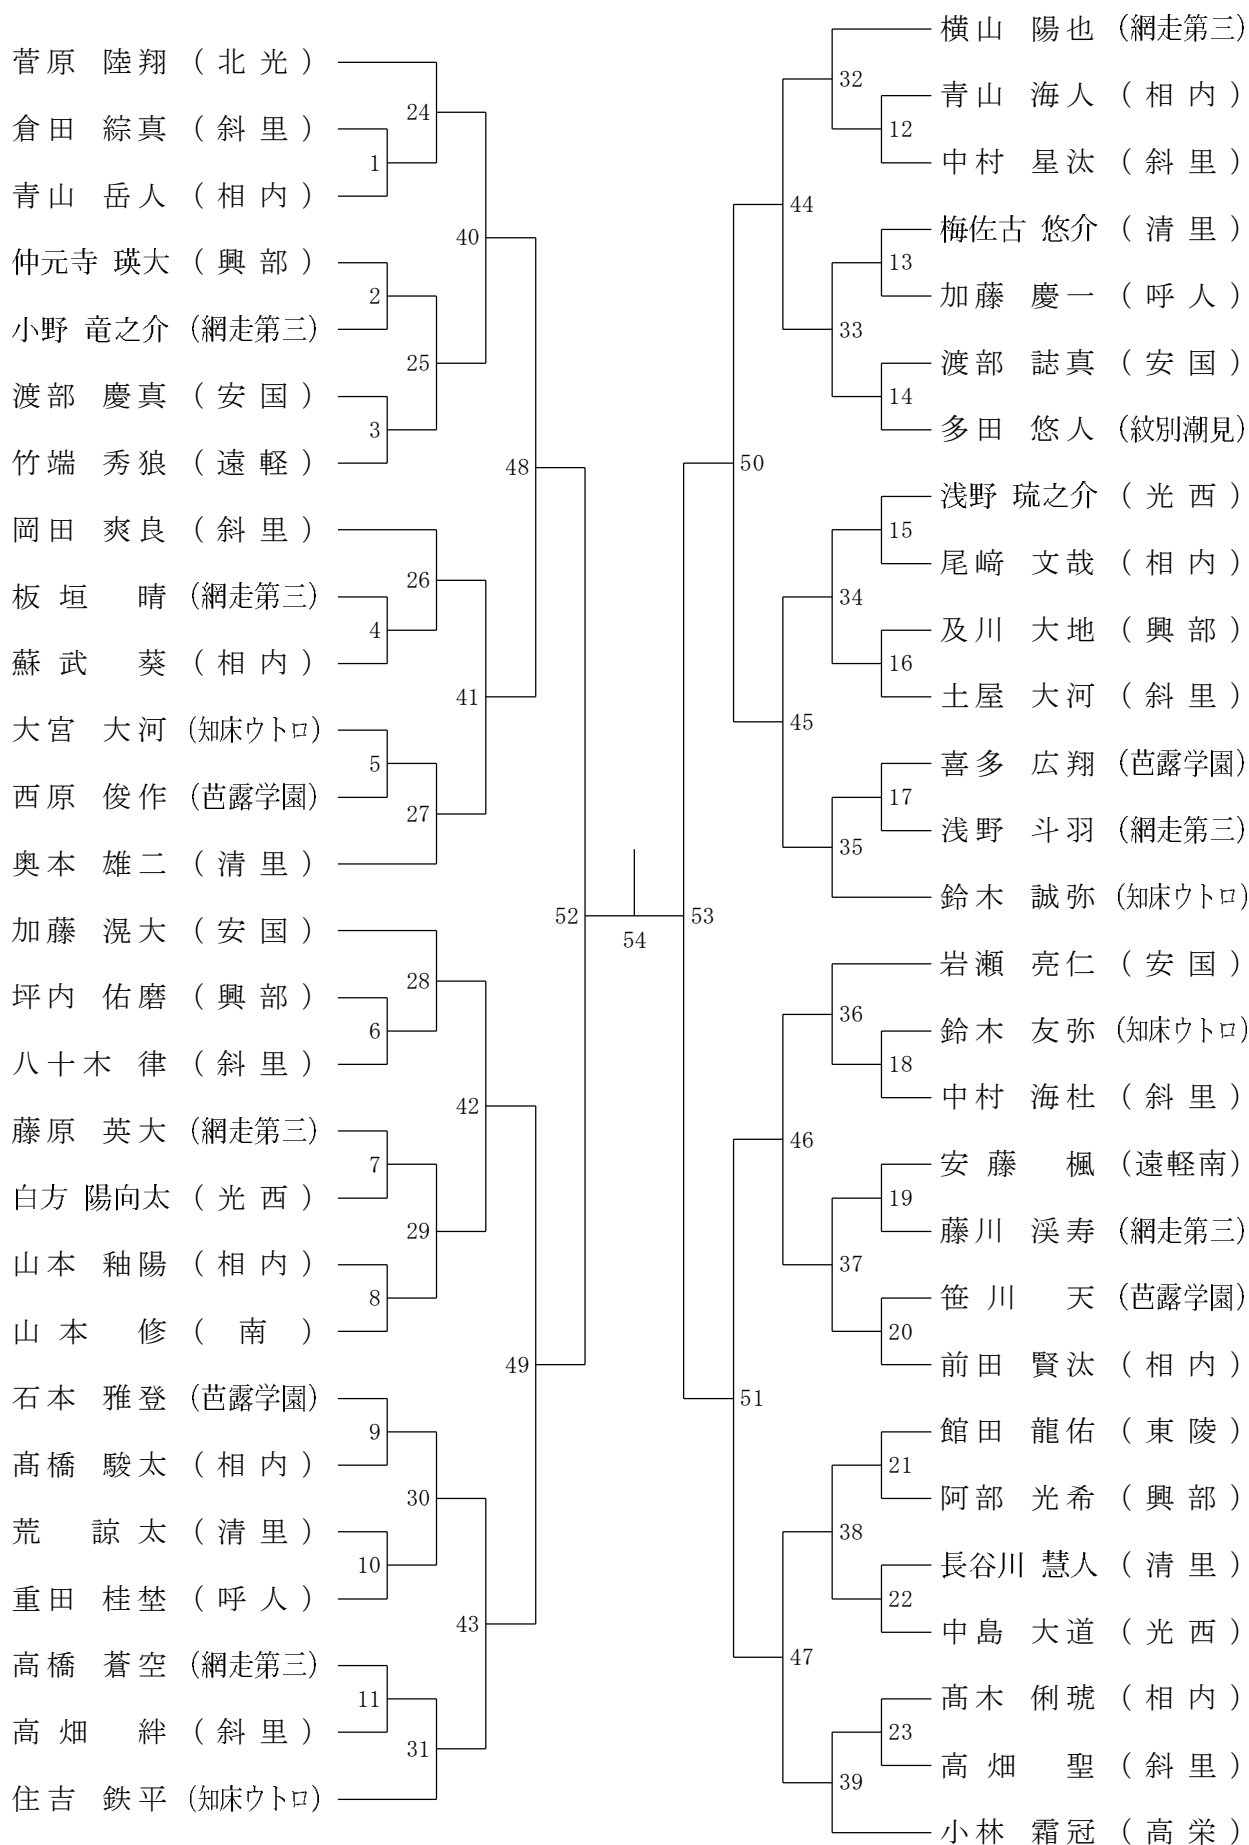 菅原 陸翔 (北光)
倉田 綜真 (斜里)
青山 岳人 (相内)
仲元寺 瑛大 (興部)
小野 竜之介 (網走第三)
渡部 慶真 (安国)
竹端 秀狼 (遠軽)
岡田 爽良 (斜里)
板垣 晴 (網走第三)
蘇武 葵 (相内)
大宮 大河 (知床ウトロ)
西原 俊作 (芭露学園)
奥本 雄二 (清里)
加藤 滉大 (安国)
坪内 佑磨 (興部)
八十木 律 (斜里)
藤原 英大 (網走第三)
白方 陽向太 (光西)
山本 釉陽 (相内)
山本 修 (南)
石本 雅登 (芭露学園)
髙橋 駿太 (相内)
荒 諒太 (清里)
重田 桂埜 (呼人)
高橋 蒼空 (網走第三)
高畑 絆 (斜里)
住吉 鉄平 (知床ウトロ)
1
2
3
4
5
6
7
8
9
10
11
24
25
26
27
28
29
30
31
40
41
42
43
48
49
52
54
53
50
51
44
45
46
47
32
33
34
35
36
37
38
39
12
13
14
15
16
17
18
19
20
21
22
23
横山 陽也 (網走第三)
青山 海人 (相内)
中村 星汰 (斜里)
梅佐古 悠介 (清里)
加藤 慶一 (呼人)
渡部 誌真 (安国)
多田 悠人 (紋別潮見)
浅野 琉之介 (光西)
尾﨑 文哉 (相内)
及川 大地 (興部)
土屋 大河 (斜里)
喜多 広翔 (芭露学園)
浅野 斗羽 (網走第三)
鈴木 誠弥 (知床ウトロ)
岩瀬 亮仁 (安国)
鈴木 友弥 (知床ウトロ)
中村 海杜 (斜里)
安藤 楓 (遠軽南)
藤川 渓寿 (網走第三)
笹川 天 (芭露学園)
前田 賢汰 (相内)
館田 龍佑 (東陵)
阿部 光希 (興部)
長谷川 慧人 (清里)
中島 大道 (光西)
髙木 俐琥 (相内)
高畑 聖 (斜里)
小林 霜冠 (高栄)